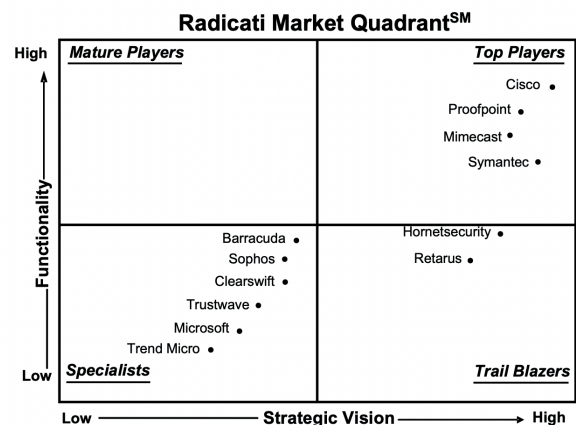 Radicati Market Quadrant℠
High
Mature Players
Top Players
Cisco
Proofpoint
Mimecast
Symantec
Functionality
Barracuda
Hornetsecurity
Sophos
Retarus
Clearswift
Trustwave
Microsoft
Trend Micro
Low
Specialists
Trail Blazers
Low
Strategic Vision
High